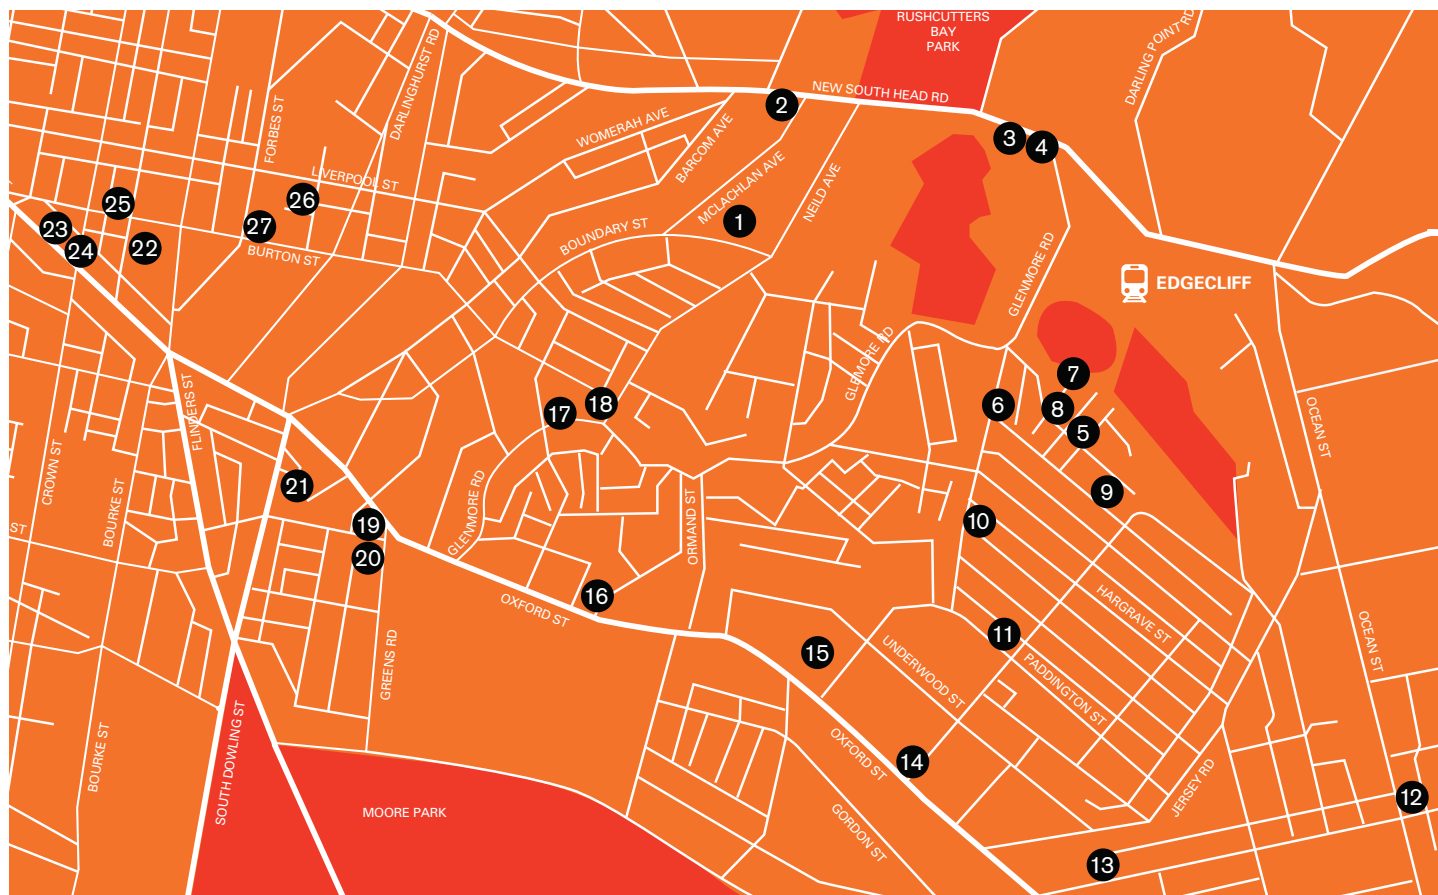 RUSHCUTTERS
BAY
PARK
DARLING POINT RD
DARLINGHURST RD
NEW SOUTH HEAD RD
2
FORBES ST
WOMERAH AVE
BARCOM AVE
3
4
LIVERPOOL ST
MCLACHLAN AVE
NEILD AVE
25
26
23
27
24
22
BURTON ST
BOUNDARY ST
1
GLENMORE RD
EDGECLIFF
GLENMORE RD
7
FLINDERS ST
17
18
6
8
5
OCEAN ST
CROWN ST
BOURKE ST
21
GLENMORE RD
ORMAND ST
9
ST
19
20
10
16
OXFORD ST
HARGRAVE ST
11
OCEAN ST
GREENS RD
15
UNDERWOOD ST
PADDINGTON ST
BOURKE ST
SOUTH DOWLING ST
OXFORD ST
14
JERSEY RD
12
MOORE PARK
GORDON ST
13